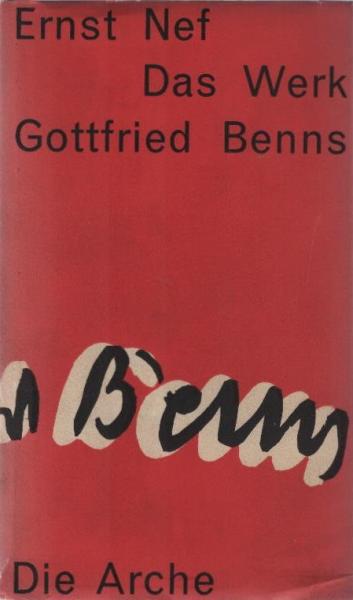 Ernst Nef
Das Werk
Gottfried Benns
Benn
Die Arche